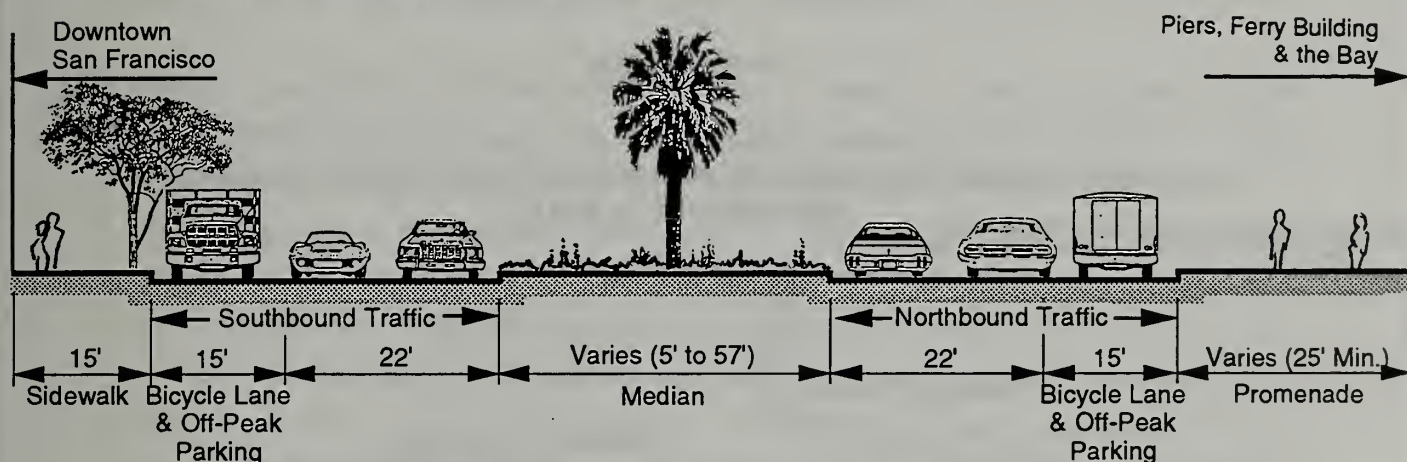 Downtown
San Francisco
Piers, Ferry Building
& the Bay
Southbound Traffic
Northbound Traffic
15'
15'
22'
Varies (5' to 57')
22'
15'
Varies (25' Min.)
Sidewalk
Bicycle Lane
& Off-Peak
Parking
Median
Bicycle Lane
& Off-Peak
Parking
Promenade